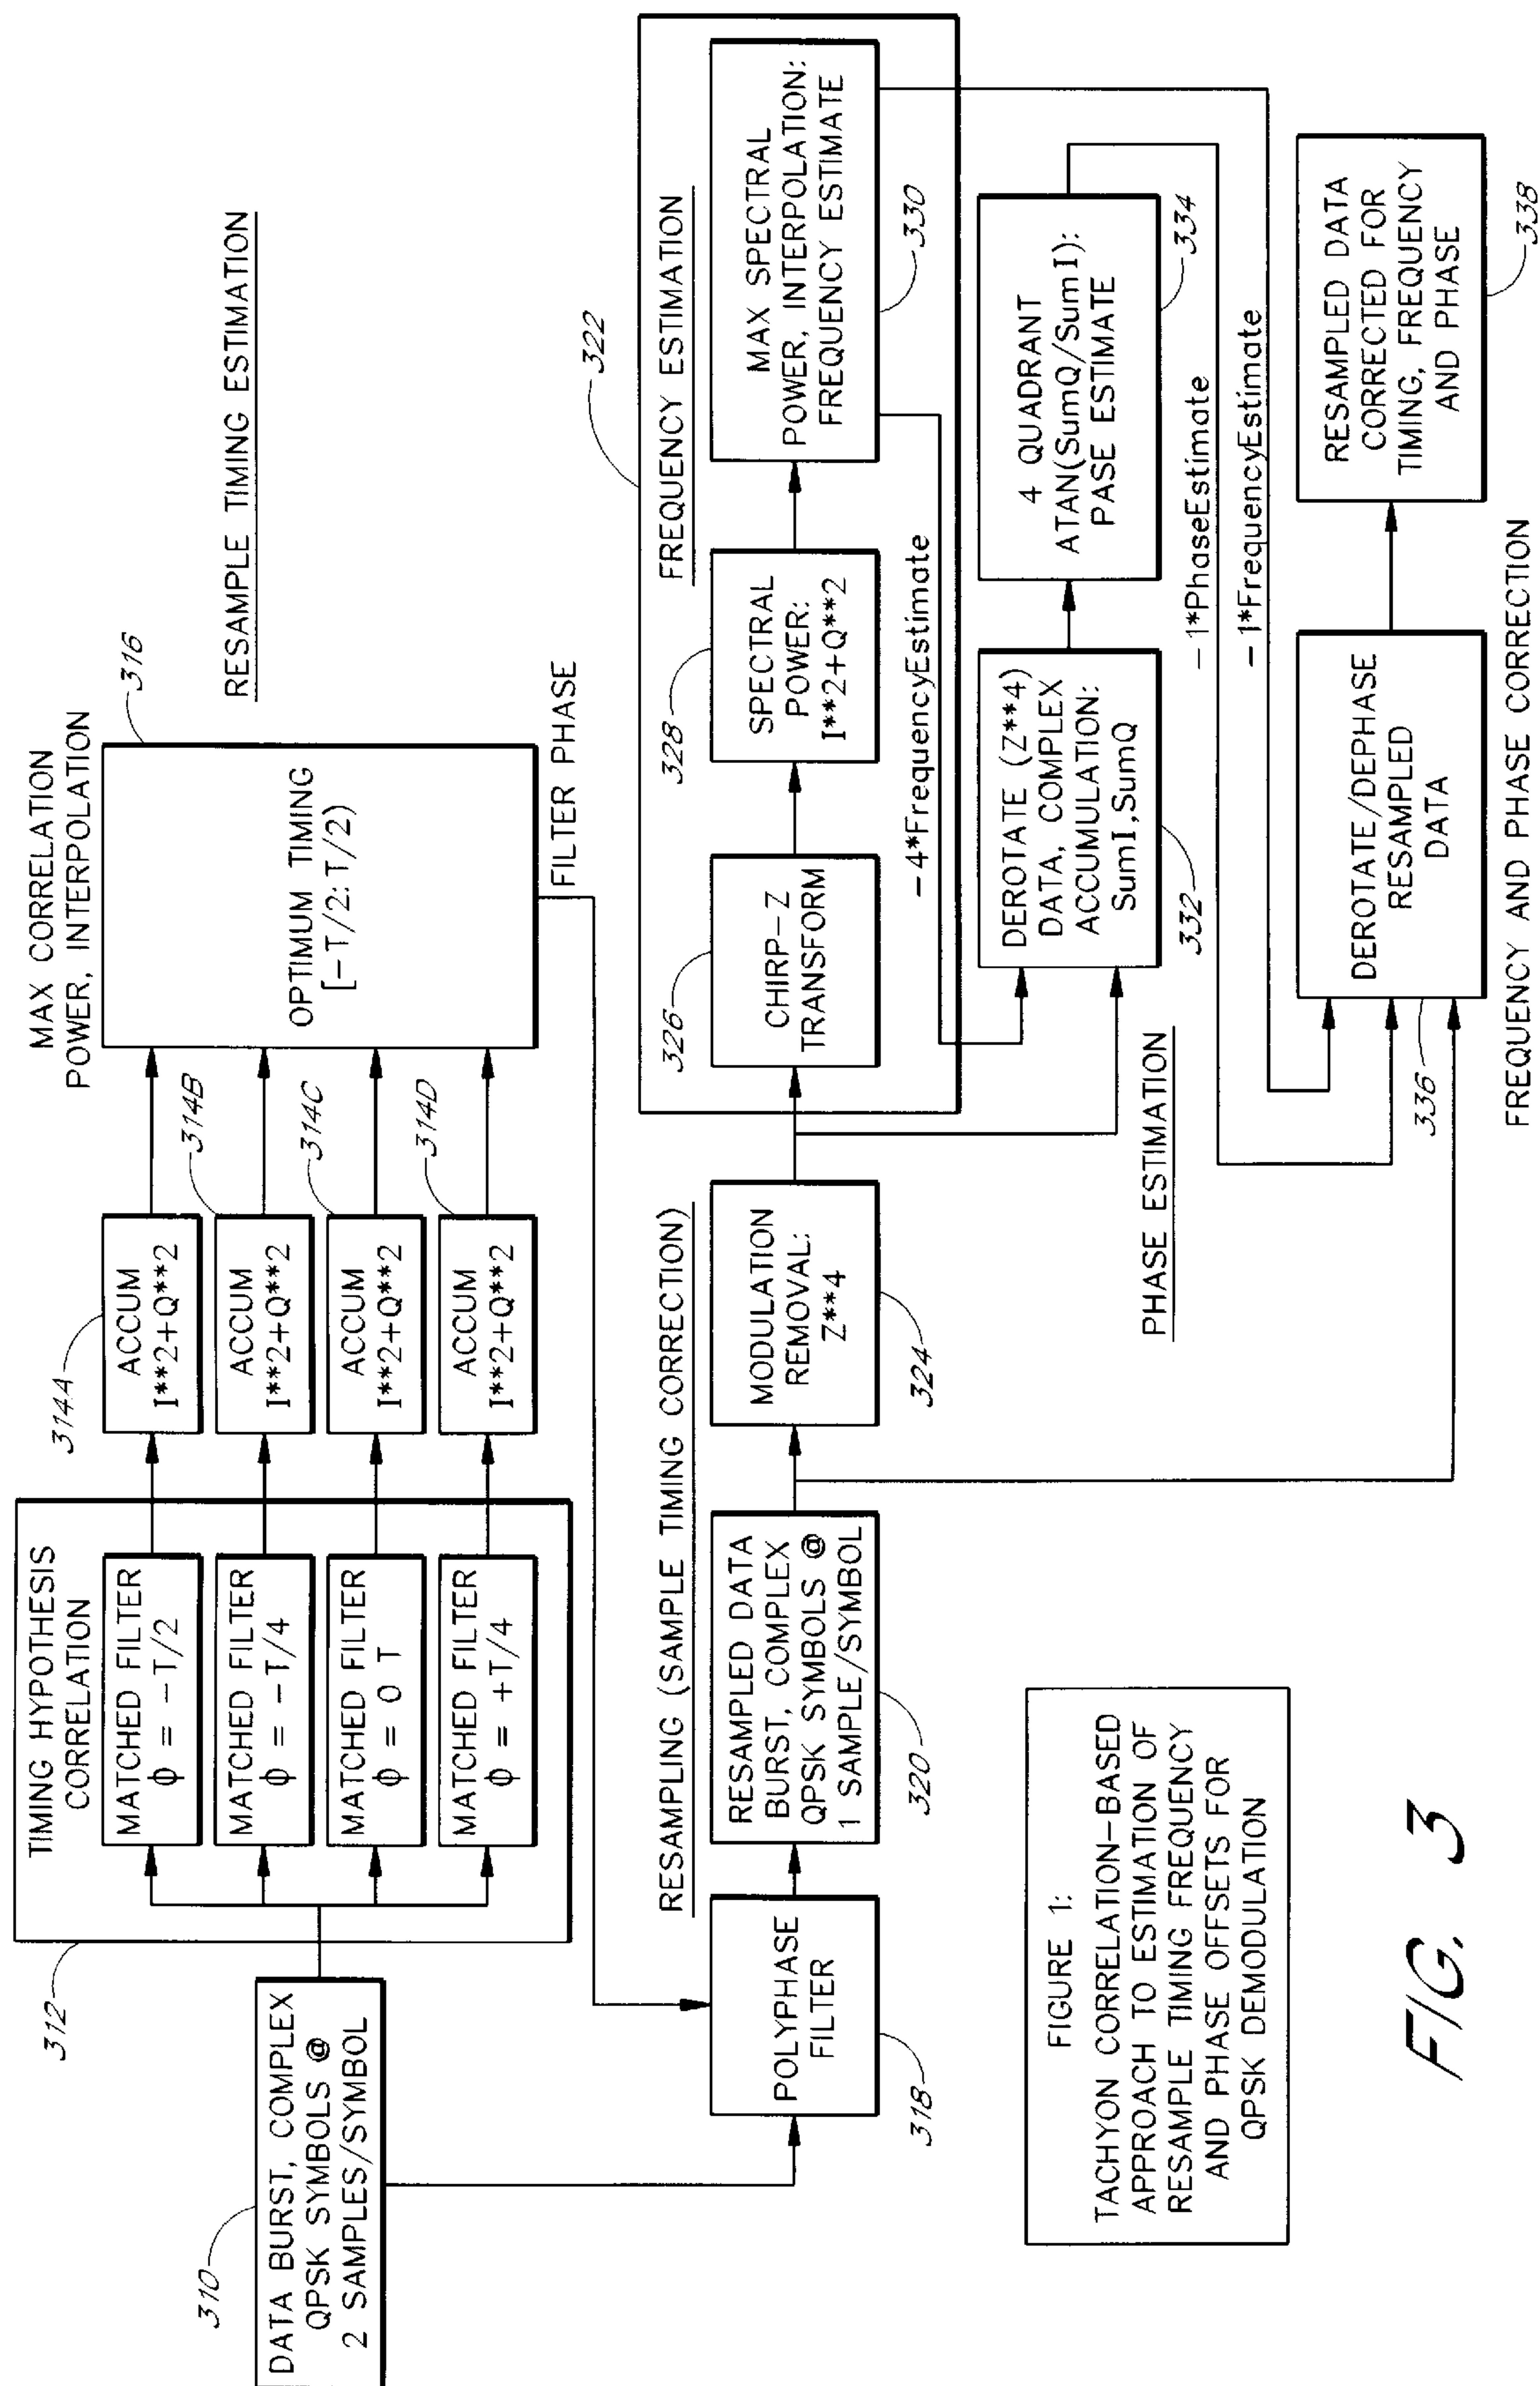 310
DATA BURST, COMPLEX
QPSK SYMBOLS @
2 SAMPLES/SYMBOL
312
TIMING HYPOTHESIS
CORRELATION
MATCHED FILTER
ϕ = −T/2
MATCHED FILTER
ϕ = −T/4
MATCHED FILTER
ϕ = 0 T
MATCHED FILTER
ϕ = +T/4
314A
ACCUM
I**2+Q**2
314B
ACCUM
I**2+Q**2
314C
ACCUM
I**2+Q**2
314D
ACCUM
I**2+Q**2
MAX CORRELATION
POWER, INTERPOLATION
316
OPTIMUM TIMING
[−T/2:T/2)
FILTER PHASE
RESAMPLE TIMING ESTIMATION
RESAMPLING (SAMPLE TIMING CORRECTION)
POLYPHASE
FILTER
318
RESAMPLED DATA
BURST, COMPLEX
QPSK SYMBOLS @
1 SAMPLE/SYMBOL
320
MODULATION
REMOVAL:
Z**4
324
322
FREQUENCY ESTIMATION
326
CHIRP−Z
TRANSFORM
328
SPECTRAL
POWER:
I**2+Q**2
MAX SPECTRAL
POWER, INTERPOLATION:
FREQUENCY ESTIMATE
330
−4*FrequencyEstimate
PHASE ESTIMATION
DEROTATE (Z**4)
DATA, COMPLEX
ACCUMULATION:
SumI,SumQ
332
4 QUADRANT
ATAN(SumQ/SumI):
PASE ESTIMATE
334
−1*PhaseEstimate
−1*FrequencyEstimate
DEROTATE/DEPHASE
RESAMPLED
DATA
336
RESAMPLED DATA
CORRECTED FOR
TIMING, FREQUENCY
AND PHASE
338
FREQUENCY AND PHASE CORRECTION
FIGURE 1:
TACHYON CORRELATION−BASED
APPROACH TO ESTIMATION OF
RESAMPLE TIMING FREQUENCY
AND PHASE OFFSETS FOR
QPSK DEMODULATION
FIG. 3